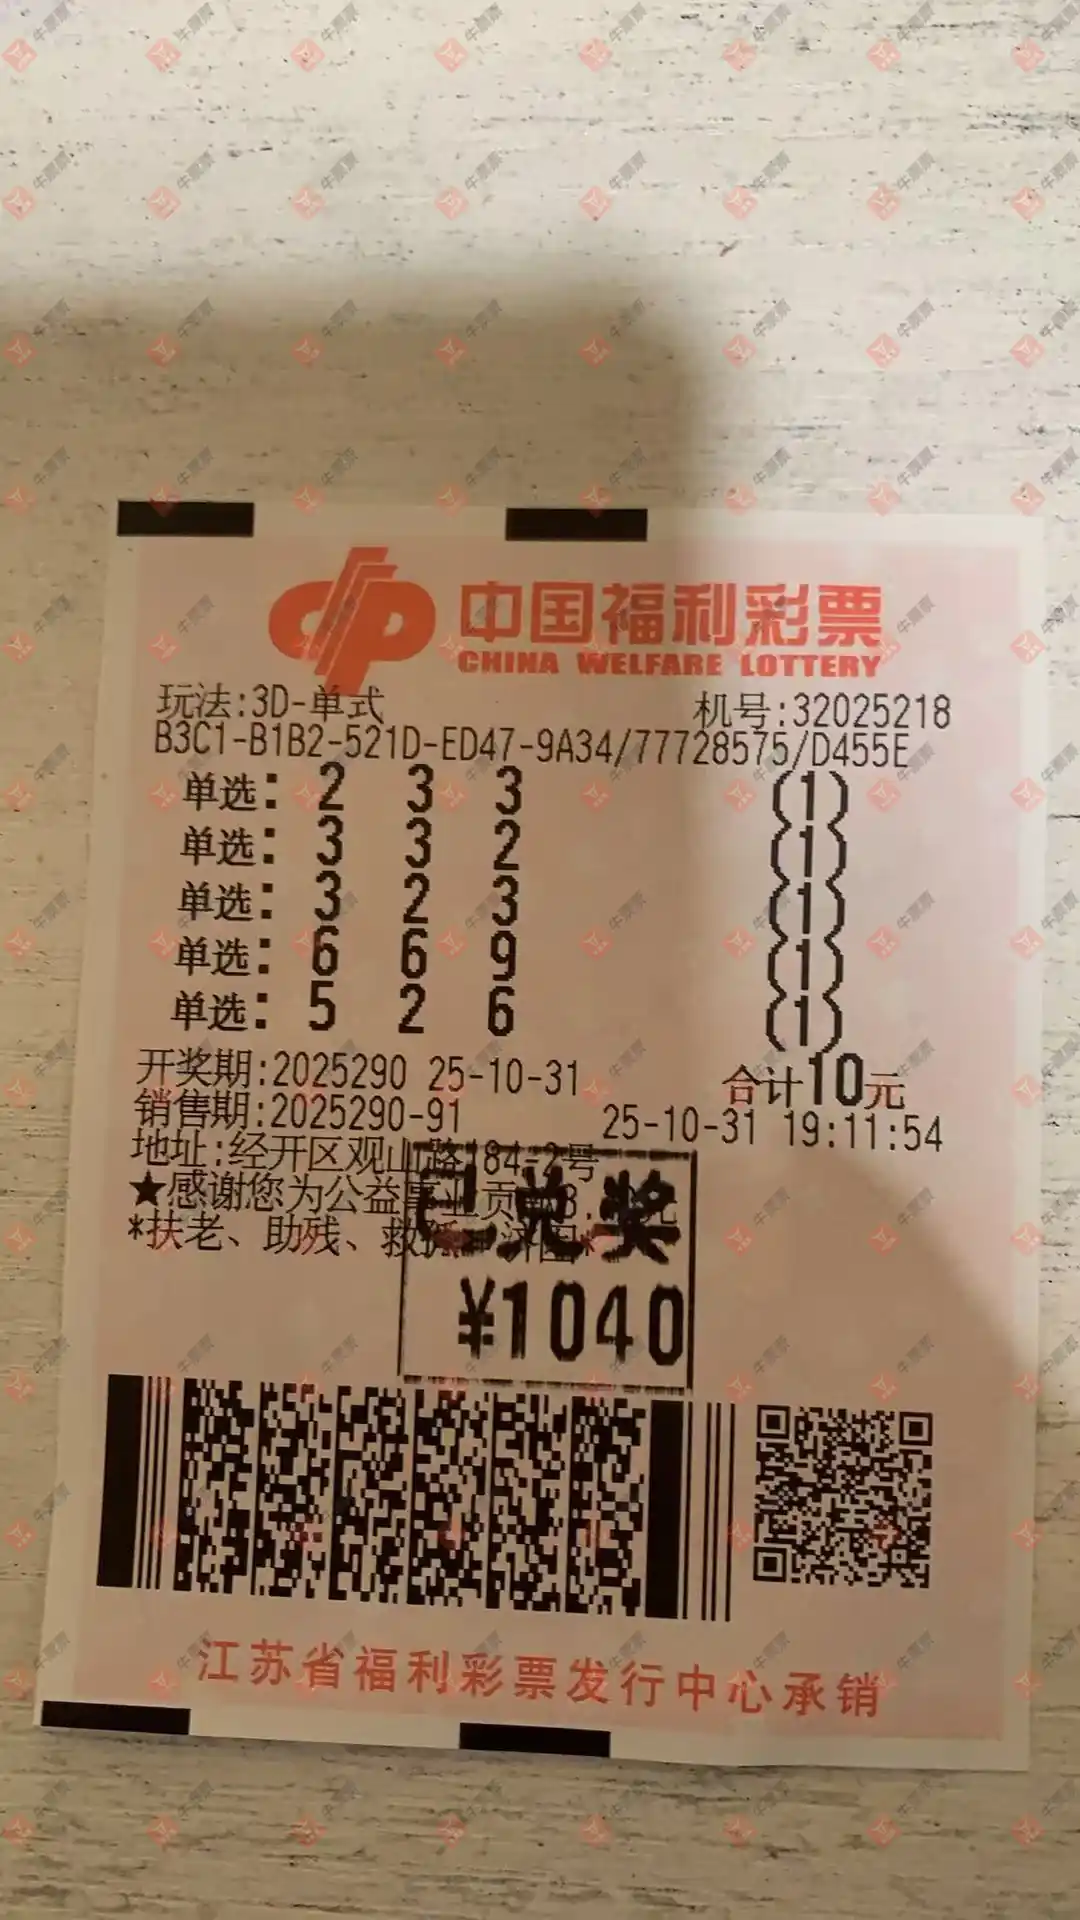 中国福利彩票
CHINA WELFARE LOTTERY
玩法:3D-单式 机号:32025218
B3C1-B1B2-521D-ED47-9A34/77728575/D455E
单选: 2 3 3 (1)
单选: 3 3 2 (1)
单选: 3 2 3 (1)
单选: 6 6 9 (1)
单选: 5 2 6 (1)
开奖期:2025290 25-10-31 合计10元
销售期:2025290-91 25-10-31 19:11:54
地址:经开区观山路184-2号
★感谢您为公益事业贡
*扶老、助残、救孤、济困*
已兑奖
¥1040
江苏省福利彩票发行中心承销